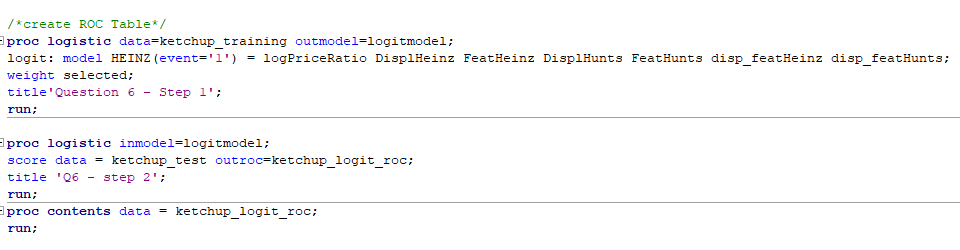 /*create ROC Table*/
proc logistic data=ketchup_training outmodel=logitmodel;
logit: model HEINZ(event='1') = logPriceRatio DisplHeinz FeatHeinz DisplHunts FeatHunts disp_featHeinz disp_featHunts;
weight selected;
title'Question 6 - Step 1';
run;
proc logistic inmodel=logitmodel;
score data = ketchup_test outroc=ketchup_logit_roc;
title 'Q6 - step 2';
run;
proc contents data = ketchup_logit_roc;
run;